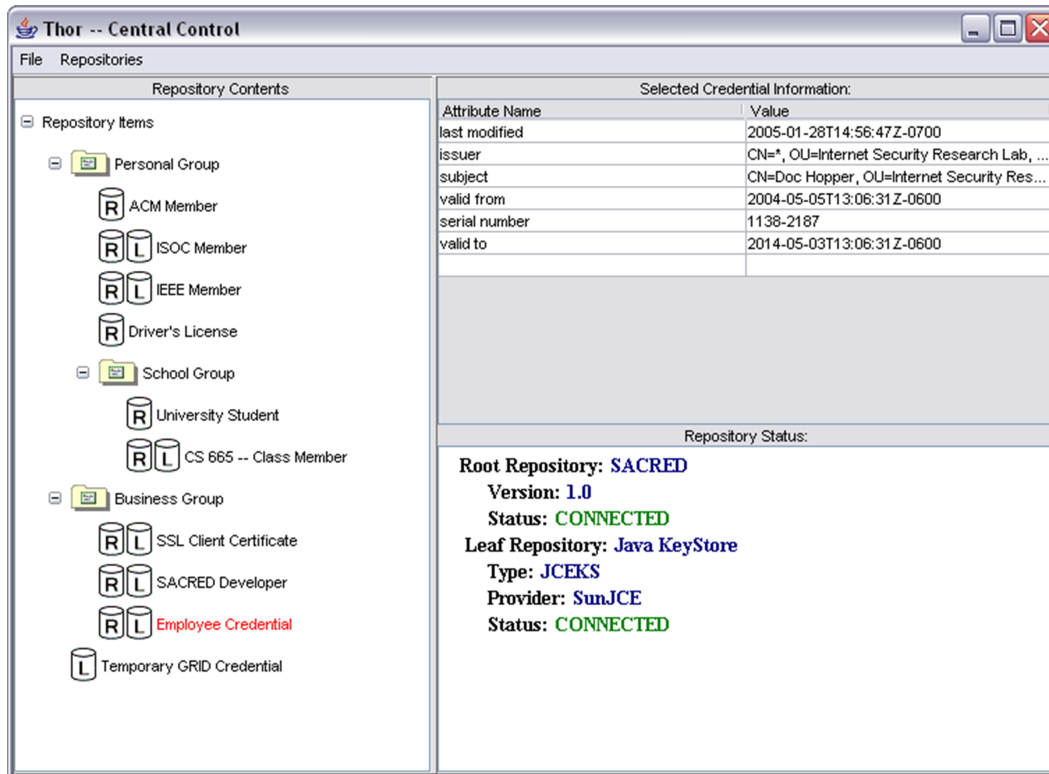 Thor -- Central Control
File Repositories
Repository Contents
Repository Items
Personal Group
R ACM Member
R L ISOC Member
R L IEEE Member
R Driver's License
School Group
R University Student
R L CS 665 -- Class Member
Business Group
R L SSL Client Certificate
R L SACRED Developer
R L Employee Credential
L Temporary GRID Credential
Selected Credential Information:
Attribute Name Value
last modified 2005-01-28T14:56:47Z-0700
issuer CN=*, OU=Internet Security Research Lab, ...
subject CN=Doc Hopper, OU=Internet Security Res...
valid from 2004-05-05T13:06:31Z-0600
serial number 1138-2187
valid to 2014-05-03T13:06:31Z-0600
Repository Status:
Root Repository: SACRED
Version: 1.0
Status: CONNECTED
Leaf Repository: Java KeyStore
Type: JCEKS
Provider: SunJCE
Status: CONNECTED